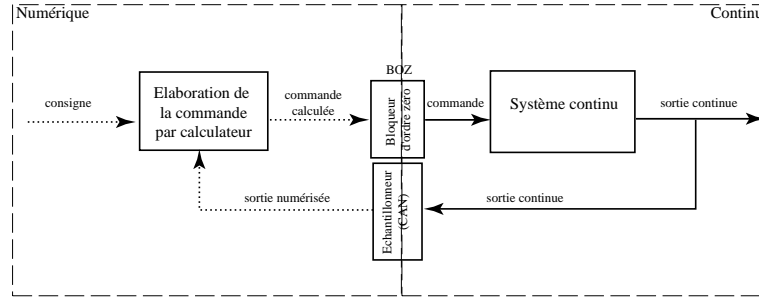 Numérique
Continu
BOZ
consigne
Elaboration de
la commande
par calculateur
commande
calculée
Bloqueur
d'ordre zéro
commande
Système continu
sortie continue
sortie numérisée
Echantillonneur
(CAN)
sortie continue